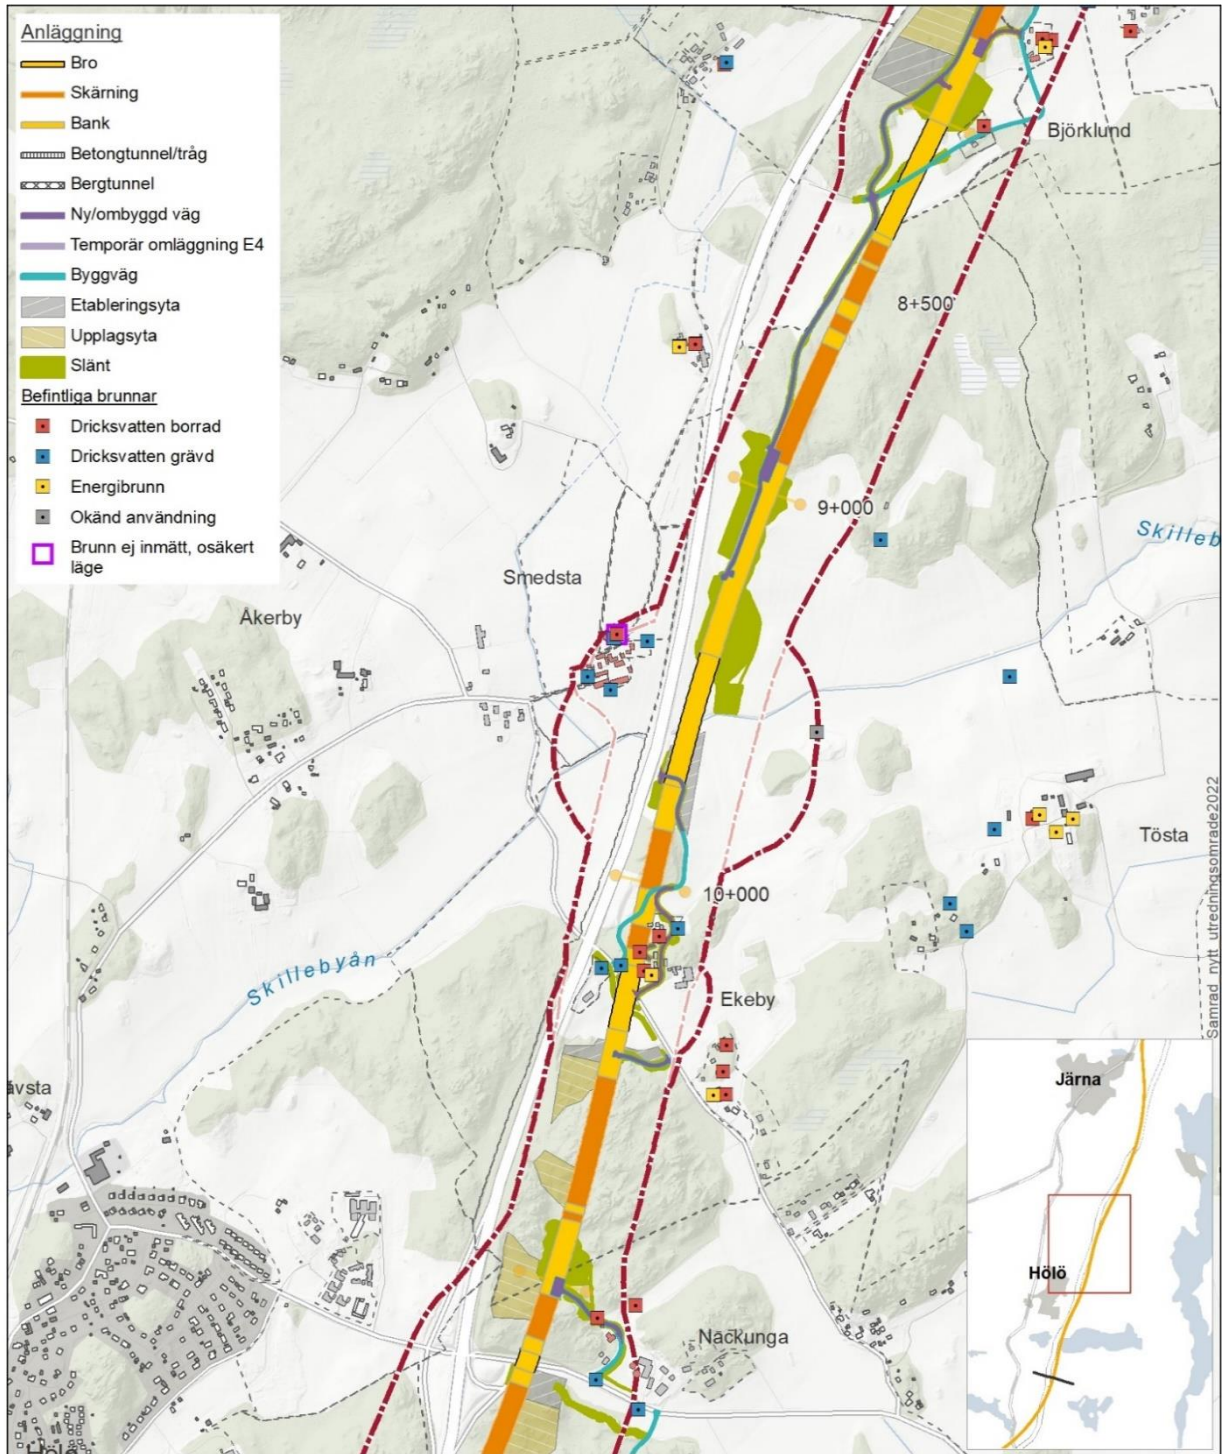 Anläggning
Bro
Skärning
Bank
Betongtunnel/tråg
Bergtunnel
Ny/ombyggd väg
Temporär omläggning E4
Byggväg
Etableringsyta
Upplagsyta
Slänt
Befintliga brunnar
Dricksvatten borrad
Dricksvatten grävd
Energibrunn
Okänd användning
Brunn ej inmätt, osäkert
läge
Björklund
8+500
9+000
Skilleb
Smedsta
Åkerby
Tösta
10+000
Skillebyån
Ekeby
Samrad_nytt_utredningsomrade2022
ävsta
Järna
Hölö
Nackunga
Hölö